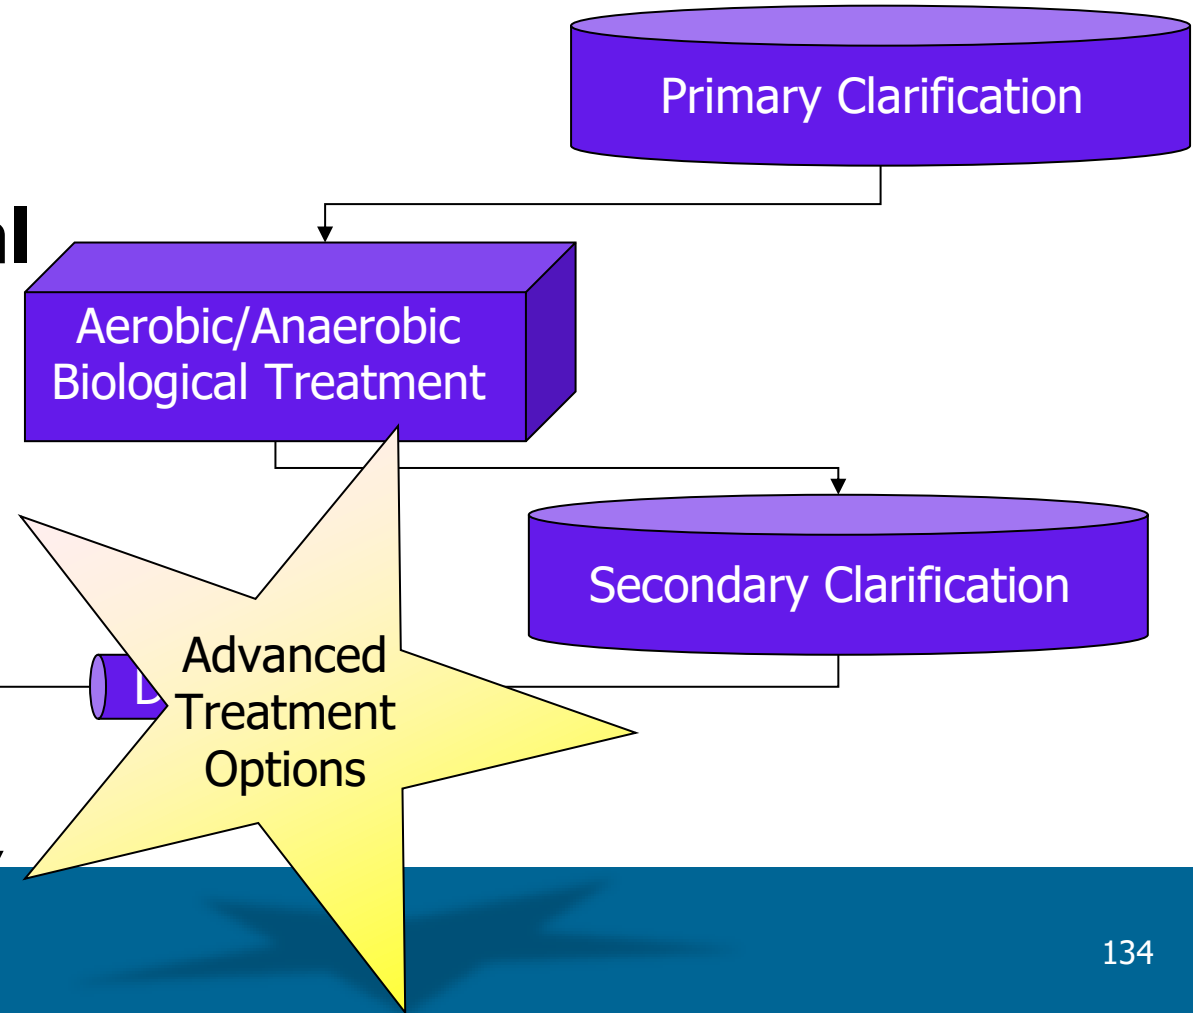 Primary Clarification
Aerobic/Anaerobic
Biological Treatment
Secondary Clarification
Advanced
Treatment
Options
134